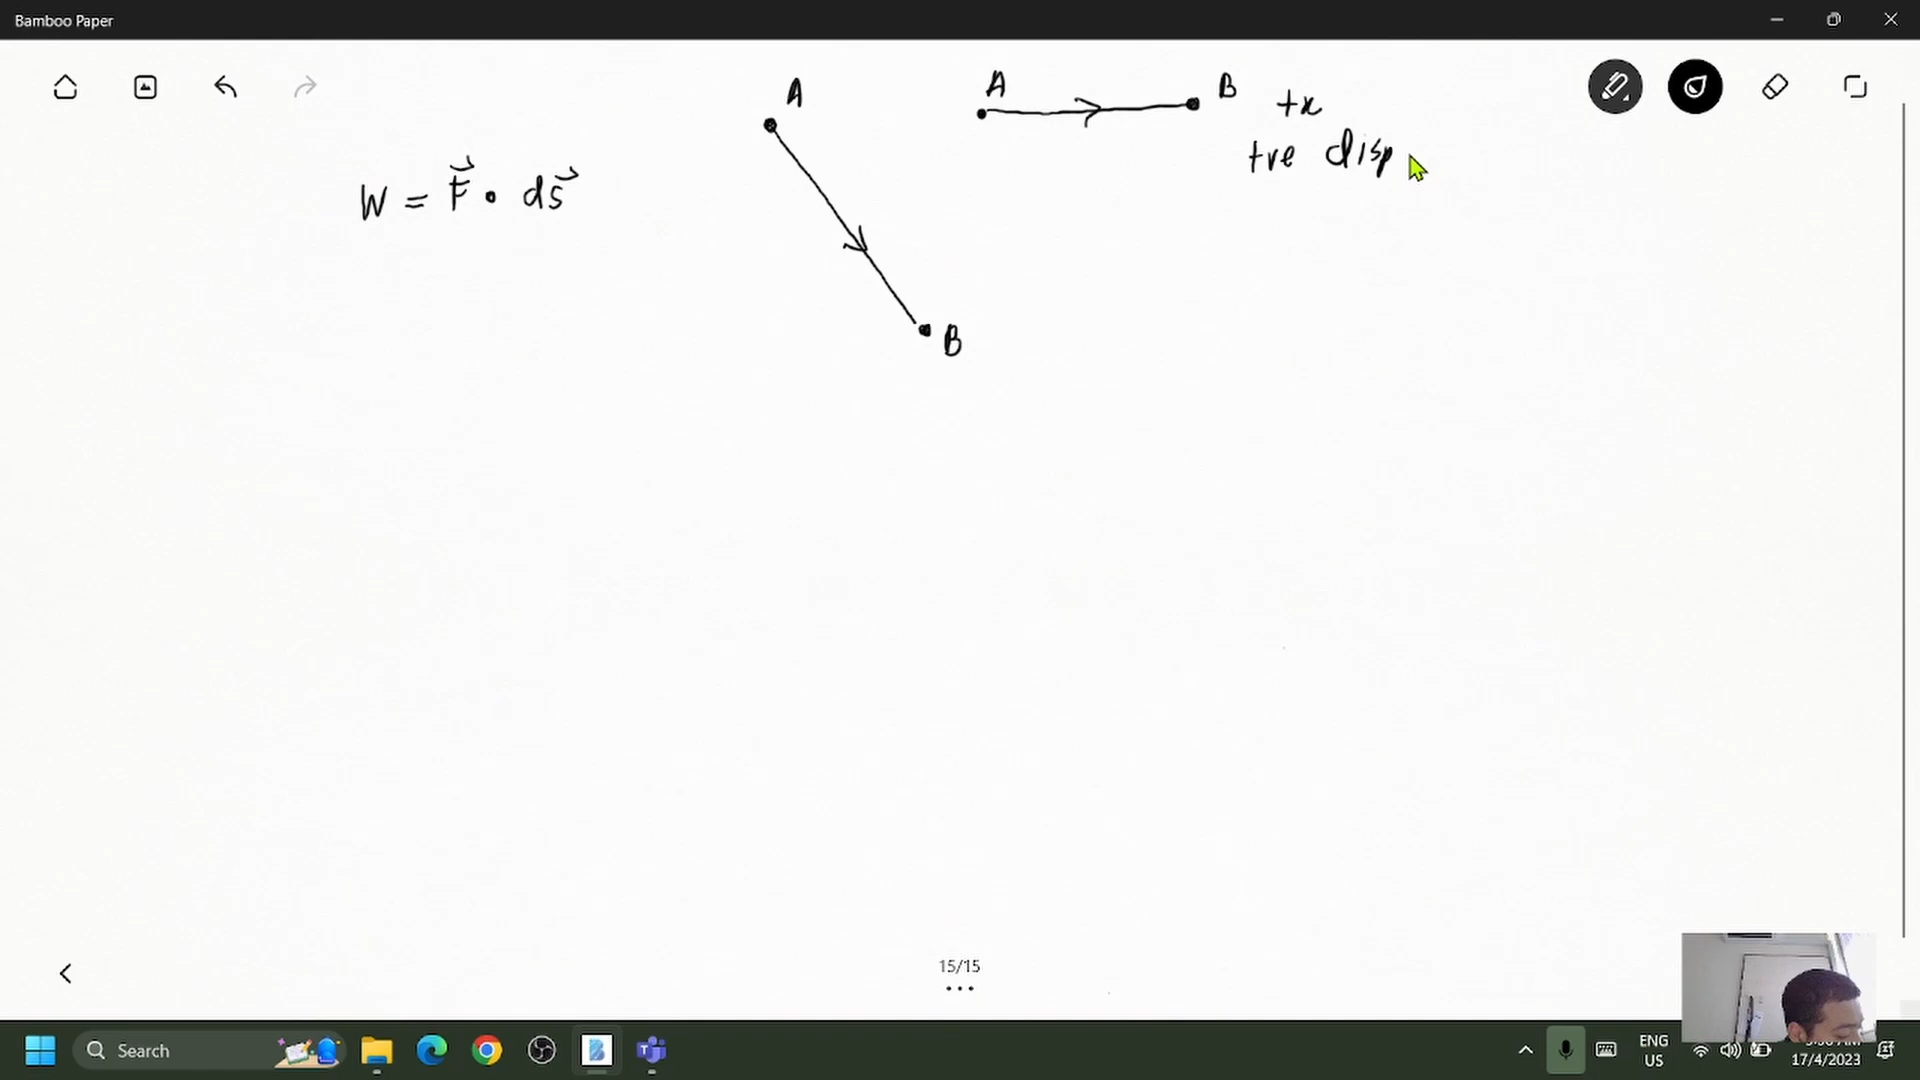 Bamboo Paper
A
A B +x
+ve disp
W = F⃗ • ds⃗
B
15/15
Search
ENG
US
17/4/2023